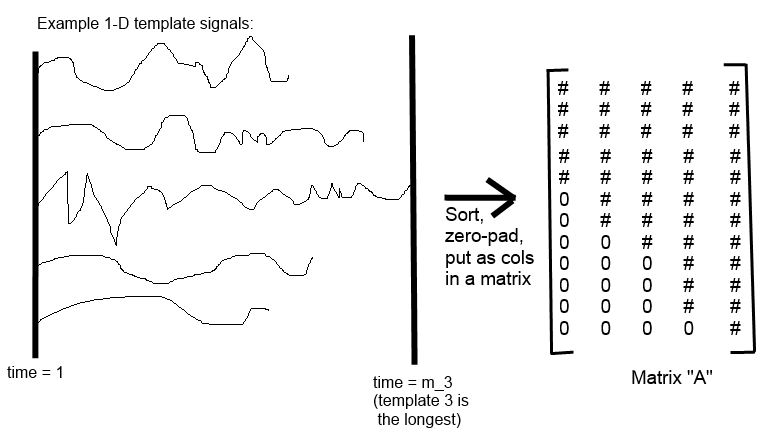 Example 1-D template signals:
time = 1
time = m_3
(template 3 is
the longest)
Sort,
zero-pad,
put as cols
in a matrix
# # # # #
# # # # #
# # # # #
# # # # #
# # # # #
0 # # # #
0 # # # #
0 0 # # #
0 0 0 # #
0 0 0 # #
0 0 0 # #
0 0 0 0 #
Matrix "A"